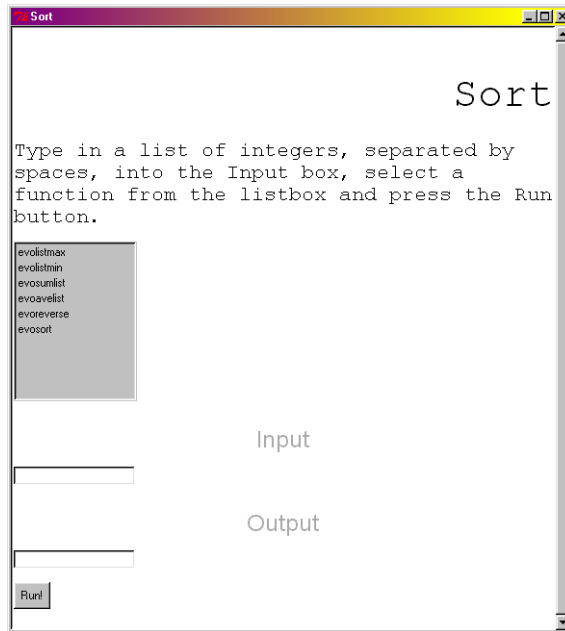 Sort
Sort
Type in a list of integers, separated by
spaces, into the Input box, select a
function from the listbox and press the Run
button.
evolistmax
evolistmin
evosumlist
evoavelist
evoreverse
evosort
Input
Output
Run!